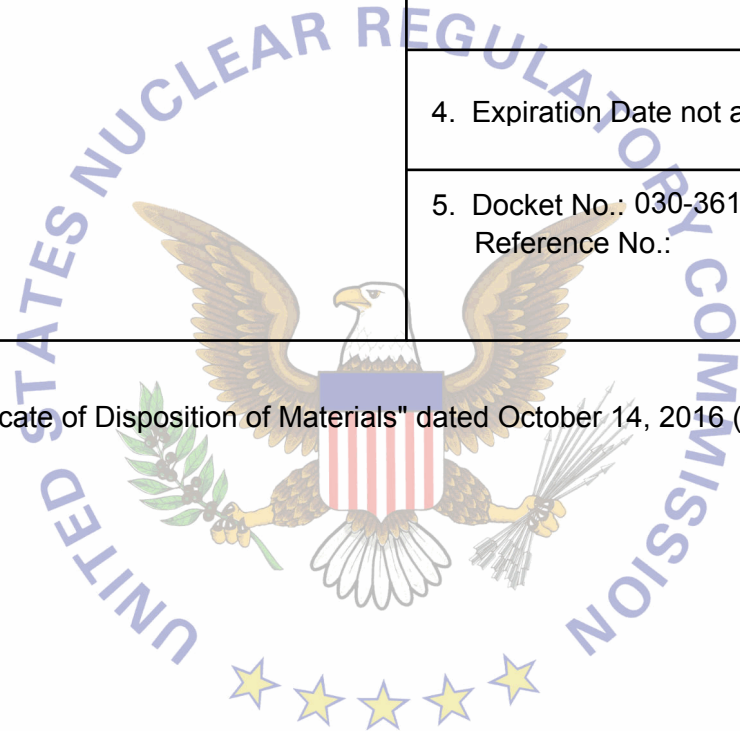 UNITED STATES NUCLEAR REGULATORY COMMISSION
4. Expiration Date not
5. Docket No.: 030-361
Reference No.:
cate of Disposition of Materials" dated October 14, 2016 (